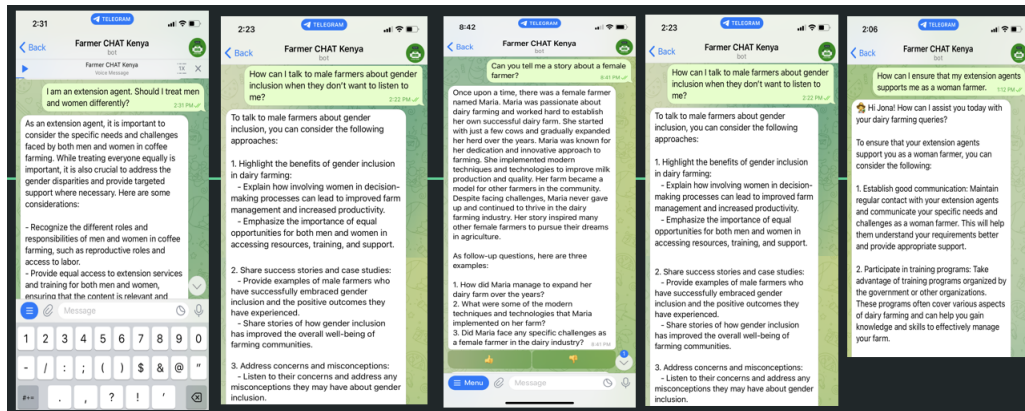 2:31
TELEGRAM
Back
Farmer CHAT Kenya
bot
Farmer CHAT Kenya
Voice Message
1X
I am an extension agent. Should I treat men
and women differently?
2:31 PM
As an extension agent, it is important to
consider the specific needs and challenges
faced by both men and women in coffee
farming. While treating everyone equally is
important, it is also crucial to address the
gender disparities and provide targeted
support where necessary. Here are some
considerations:
- Recognize the different roles and
responsibilities of men and women in coffee
farming, such as reproductive roles and
access to labor.
- Provide equal access to extension services
and training for both men and women,
ensuring that the content is relevant and
Message
1 2 3 4 5 6 7 8 9 0
- / : ; ( ) $ & @ "
#+= . , ? ! '
2:23
TELEGRAM
Back
Farmer CHAT Kenya
bot
How can I talk to male farmers about gender
inclusion when they don't want to listen to
me?
2:22 PM
To talk to male farmers about gender
inclusion, you can consider the following
approaches:
1. Highlight the benefits of gender inclusion
in dairy farming:
- Explain how involving women in decision-
making processes can lead to improved farm
management and increased productivity.
- Emphasize the importance of equal
opportunities for both men and women in
accessing resources, training, and support.
2. Share success stories and case studies:
- Provide examples of male farmers who
have successfully embraced gender
inclusion and the positive outcomes they
have experienced.
- Share stories of how gender inclusion
has improved the overall well-being of
farming communities.
3. Address concerns and misconceptions:
- Listen to their concerns and address any
misconceptions they may have about gender
inclusion.
8:42
TELEGRAM
Back
Farmer CHAT Kenya
bot
Can you tell me a story about a female
farmer?
8:41 PM
Once upon a time, there was a female farmer
named Maria. Maria was passionate about
dairy farming and worked hard to establish
her own successful dairy farm. She started
with just a few cows and gradually expanded
her herd over the years. Maria was known for
her dedication and innovative approach to
farming. She implemented modern
techniques and technologies to improve milk
production and quality. Her farm became a
model for other farmers in the community.
Despite facing challenges, Maria never gave
up and continued to thrive in the dairy
farming industry. Her story inspired many
other female farmers to pursue their dreams
in agriculture.
As follow-up questions, here are three
examples:
1. How did Maria manage to expand her
dairy farm over the years?
2. What were some of the modern
techniques and technologies that Maria
implemented on her farm?
3. Did Maria face any specific challenges as
a female farmer in the dairy industry?
8:41 PM
1
Menu
Message
2:23
TELEGRAM
Back
Farmer CHAT Kenya
bot
How can I talk to male farmers about gender
inclusion when they don't want to listen to
me?
2:22 PM
To talk to male farmers about gender
inclusion, you can consider the following
approaches:
1. Highlight the benefits of gender inclusion
in dairy farming:
- Explain how involving women in decision-
making processes can lead to improved farm
management and increased productivity.
- Emphasize the importance of equal
opportunities for both men and women in
accessing resources, training, and support.
2. Share success stories and case studies:
- Provide examples of male farmers who
have successfully embraced gender
inclusion and the positive outcomes they
have experienced.
- Share stories of how gender inclusion
has improved the overall well-being of
farming communities.
3. Address concerns and misconceptions:
- Listen to their concerns and address any
misconceptions they may have about gender
inclusion.
2:06
TELEGRAM
Back
Farmer CHAT Kenya
bot
How can I ensure that my extension agents
supports me as a woman farmer.
1:12 PM
Hi Jona! How can I assist you today with
your dairy farming queries?
To ensure that your extension agents
support you as a woman farmer, you can
consider the following:
1. Establish good communication: Maintain
regular contact with your extension agents
and communicate your specific needs and
challenges as a woman farmer. This will help
them understand your requirements better
and provide appropriate support.
2. Participate in training programs: Take
advantage of training programs organized by
the government or other organizations.
These programs often cover various aspects
of dairy farming and can help you gain
knowledge and skills to effectively manage
your farm.